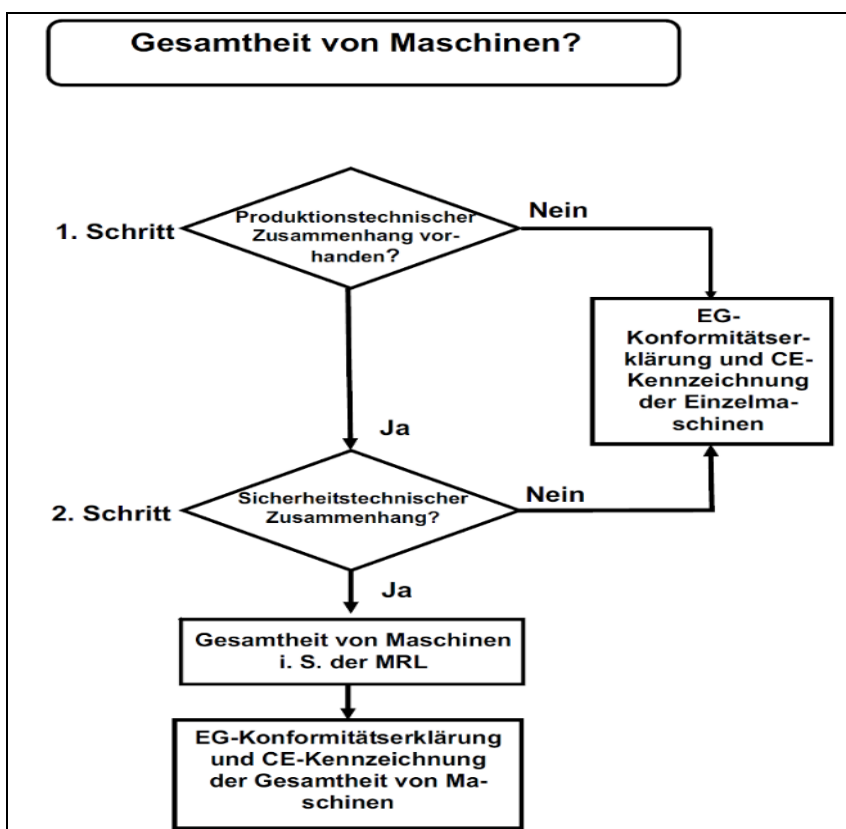 Gesamtheit von Maschinen?
1. Schritt
Produktionstechnischer
Zusammenhang vor-
handen?
Nein
EG-
Konformitätser-
klärung und CE-
Kennzeichnung
der Einzelma-
schinen
Ja
2. Schritt
Sicherheitstechnischer
Zusammenhang?
Nein
Ja
Gesamtheit von Maschinen
i. S. der MRL
EG-Konformitätserklärung
und CE-Kennzeichnung
der Gesamtheit von Ma-
schinen